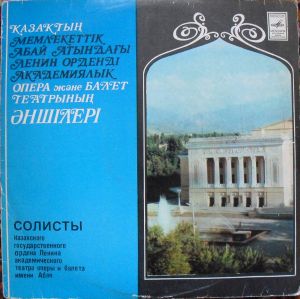 ҚАЗАҚТЫҢ
МЕМЛЕКЕТТІК
АБАЙ АТЫНДАҒЫ
ЛЕНИН ОРДЕНДІ
АКАДЕМИЯЛЫҚ
ОПЕРА және БАЛЕТ
ТЕАТРЫНЫҢ
ӘНШІЛЕРІ
СОЛИСТЫ
Казахского
государственного
ордена Ленина
академического
театра оперы и балета
имени Абая